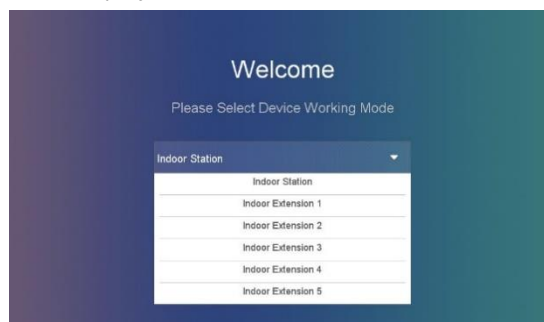 Welcome
Please Select Device Working Mode
Indoor Station
Indoor Station
Indoor Extension 1
Indoor Extension 2
Indoor Extension 3
Indoor Extension 4
Indoor Extension 5